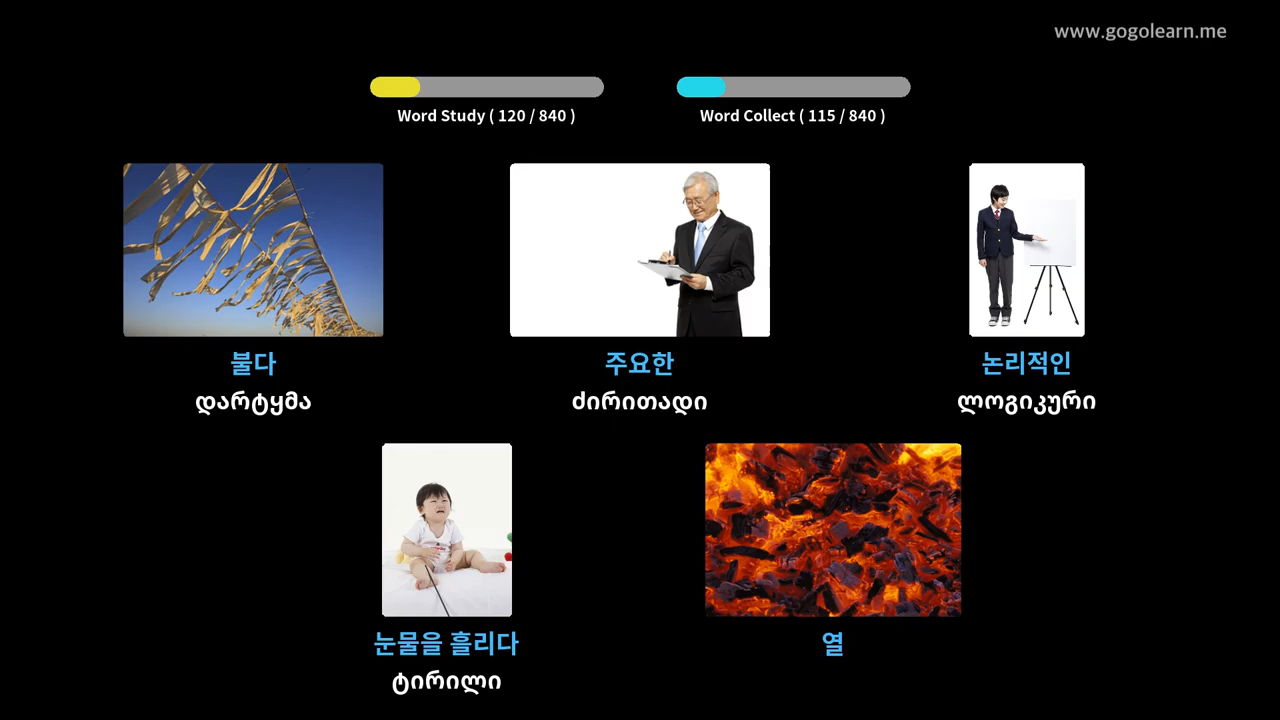 www.gogolearn.me
Word Study ( 120 / 840 )
Word Collect ( 115 / 840 )
불다
დარტყმა
주요한
ძირითადი
논리적인
ლოგიკური
눈물을 흘리다
ტირილი
열